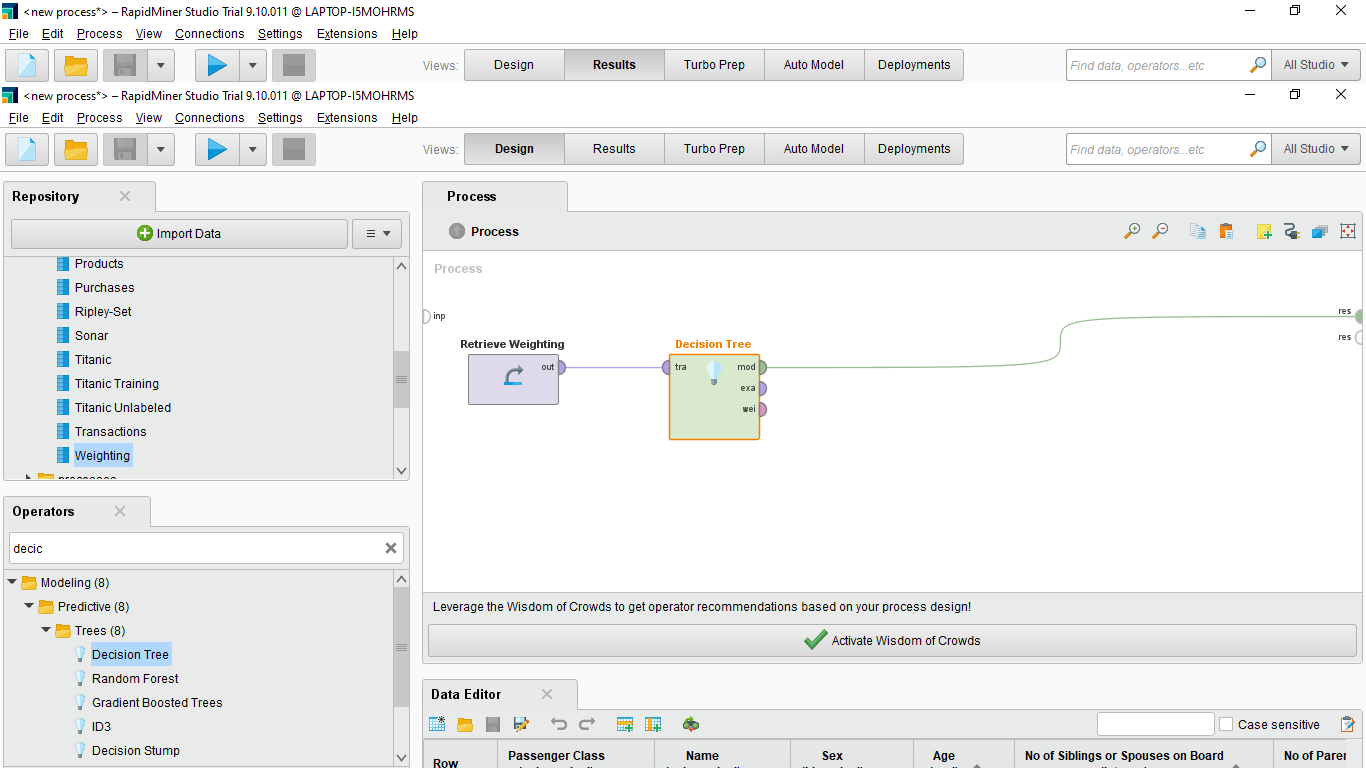 <new process*> – RapidMiner Studio Trial 9.10.011 @ LAPTOP-I5MOHRMS
File Edit Process View Connections Settings Extensions Help
Views: Design Results Turbo Prep Auto Model Deployments Find data, operators...etc All Studio
<new process*> – RapidMiner Studio Trial 9.10.011 @ LAPTOP-I5MOHRMS
File Edit Process View Connections Settings Extensions Help
Views: Design Results Turbo Prep Auto Model Deployments Find data, operators...etc All Studio
Repository
Import Data
Products
Purchases
Ripley-Set
Sonar
Titanic
Titanic Training
Titanic Unlabeled
Transactions
Weighting
Operators
decic
Modeling (8)
Predictive (8)
Trees (8)
Decision Tree
Random Forest
Gradient Boosted Trees
ID3
Decision Stump
Process
Process
Process
inp
res
res
Retrieve Weighting
out
Decision Tree
tra mod
exa
wei
Leverage the Wisdom of Crowds to get operator recommendations based on your process design!
Activate Wisdom of Crowds
Data Editor
Case sensitive
Row Passenger Class Name Sex Age No of Siblings or Spouses on Board No of Parer